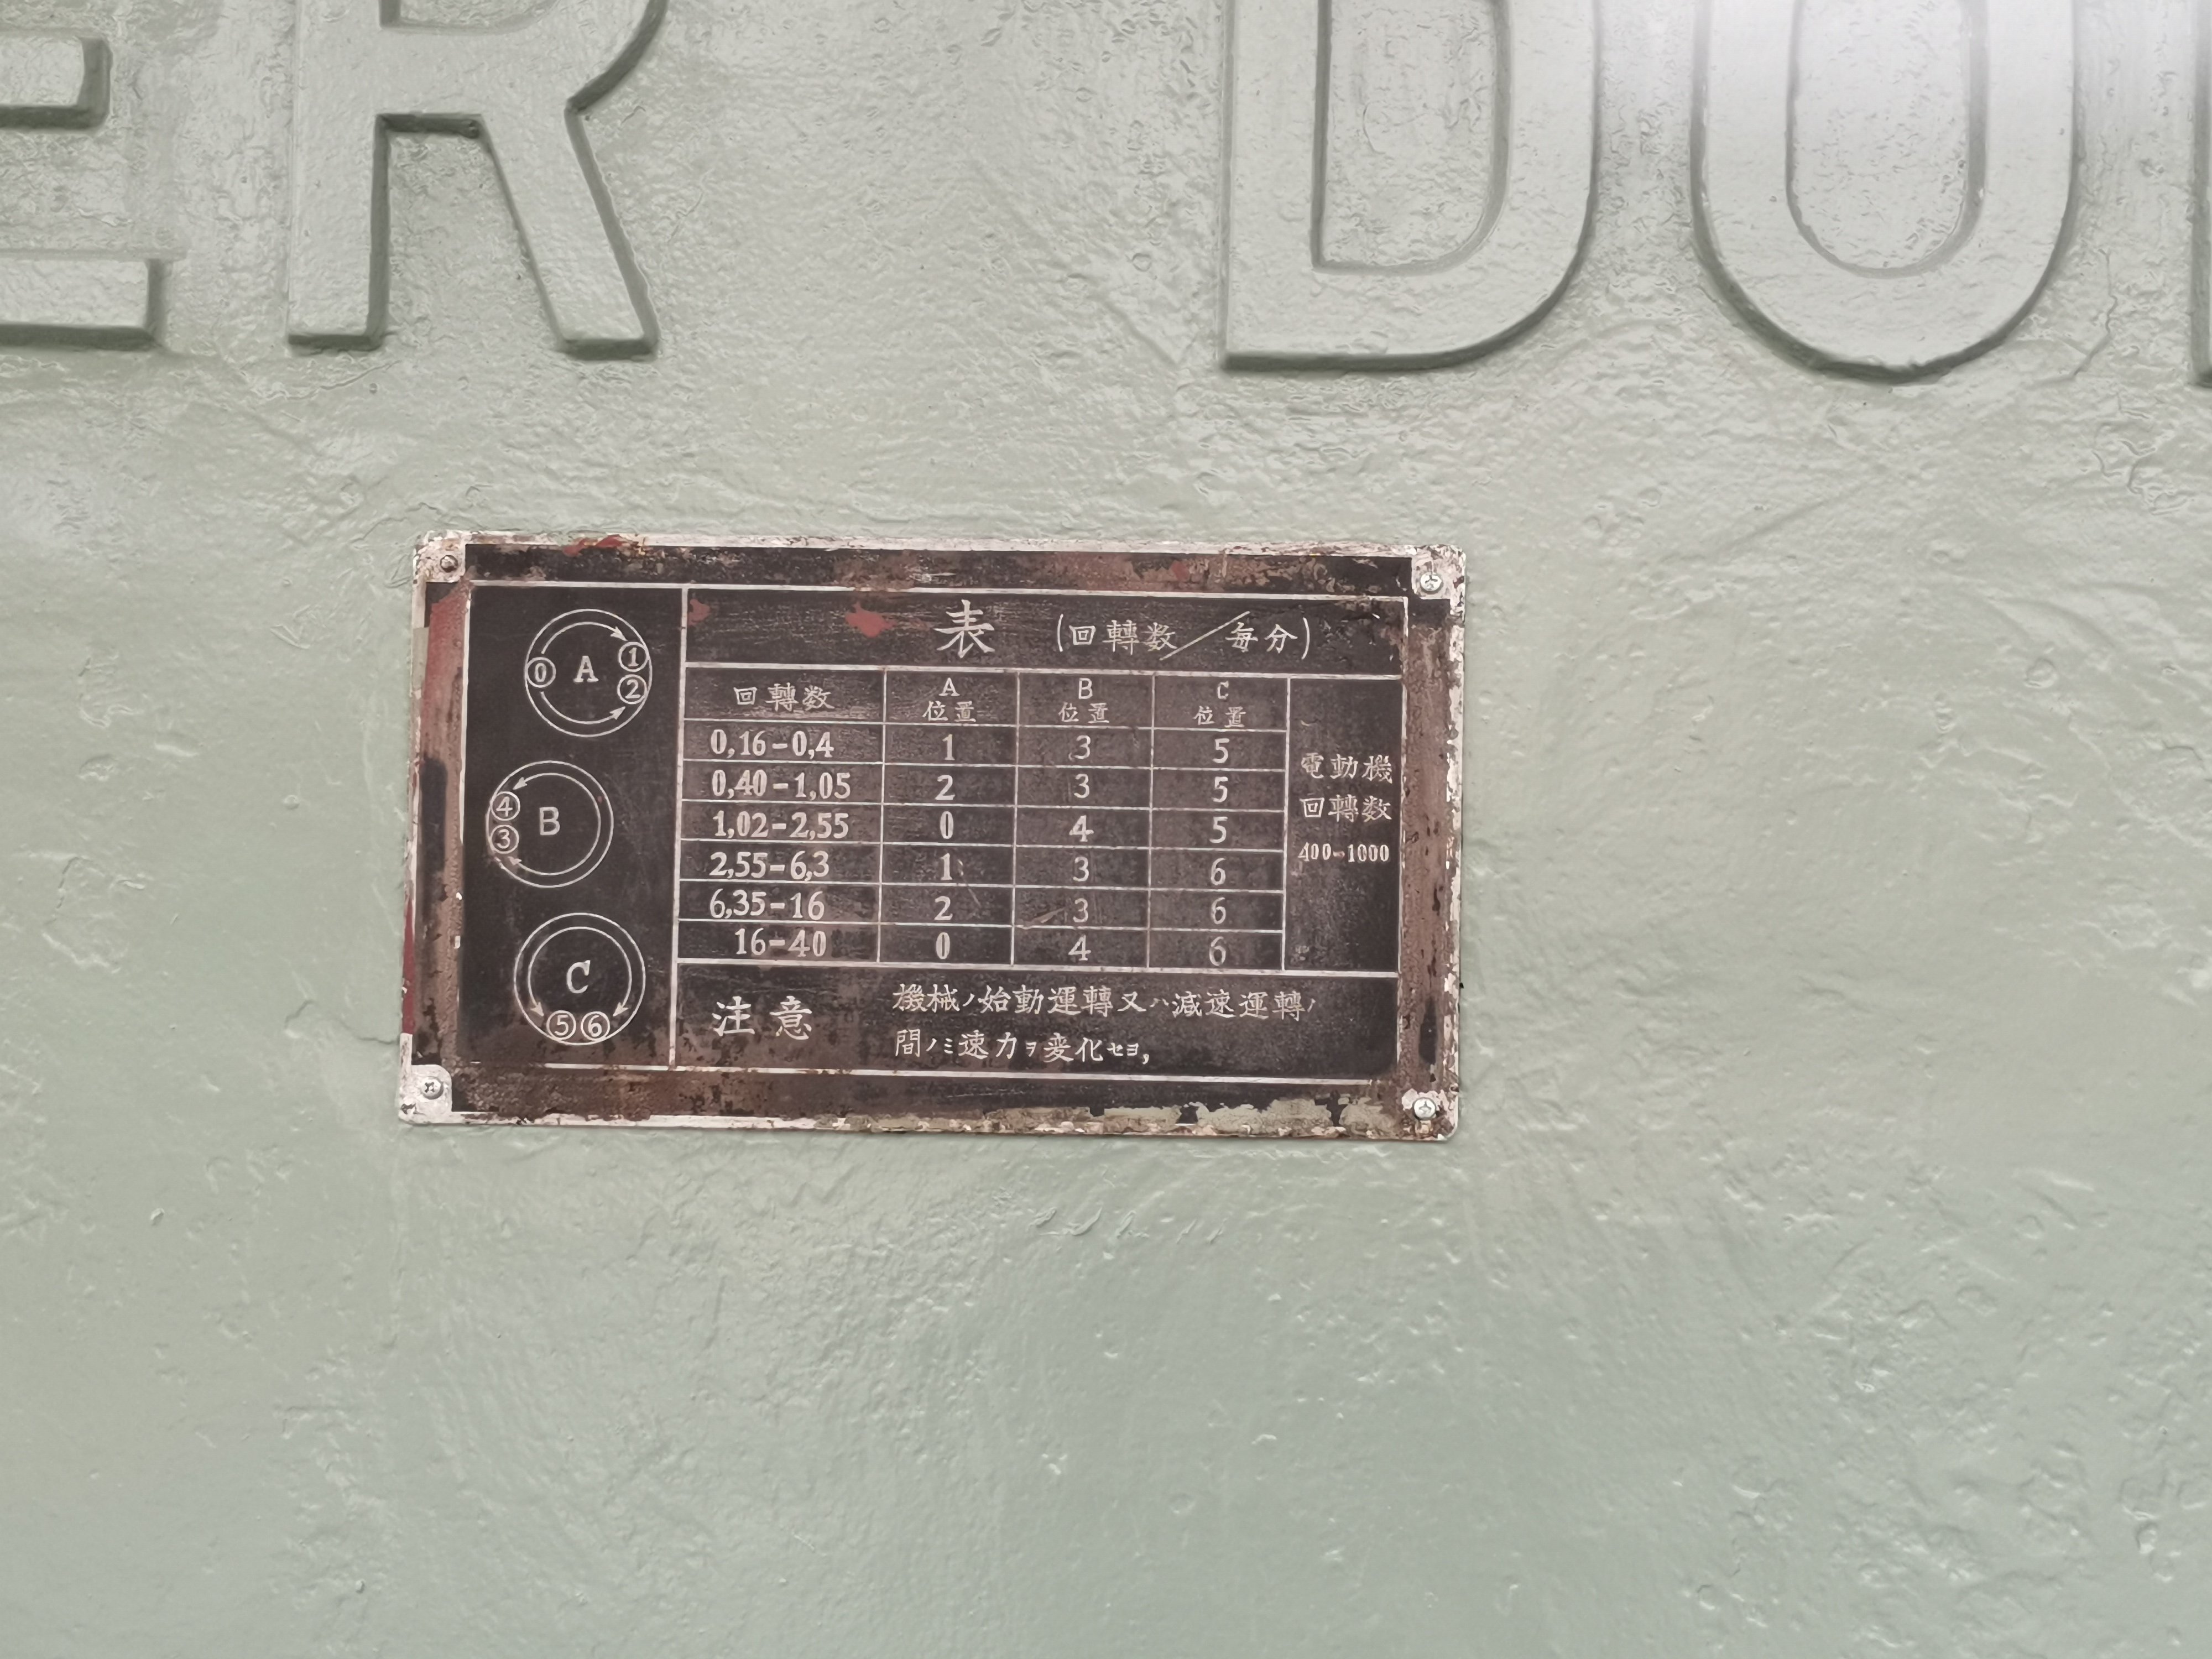 ER DO
表 (回轉数/每分)
A 0 1 2
B 4 3
C 5 6
回轉数 A位置 B位置 C位置
0,16-0,4 1 3 5
0,40-1,05 2 3 5
1,02-2,55 0 4 5
2,55-6,3 1 3 6
6,35-16 2 3 6
16-40 0 4 6
電動機
回轉数
400-1000
注意
機械ノ始動運轉又ハ減速運轉ノ
間ノミ速力ヲ変化セヨ,